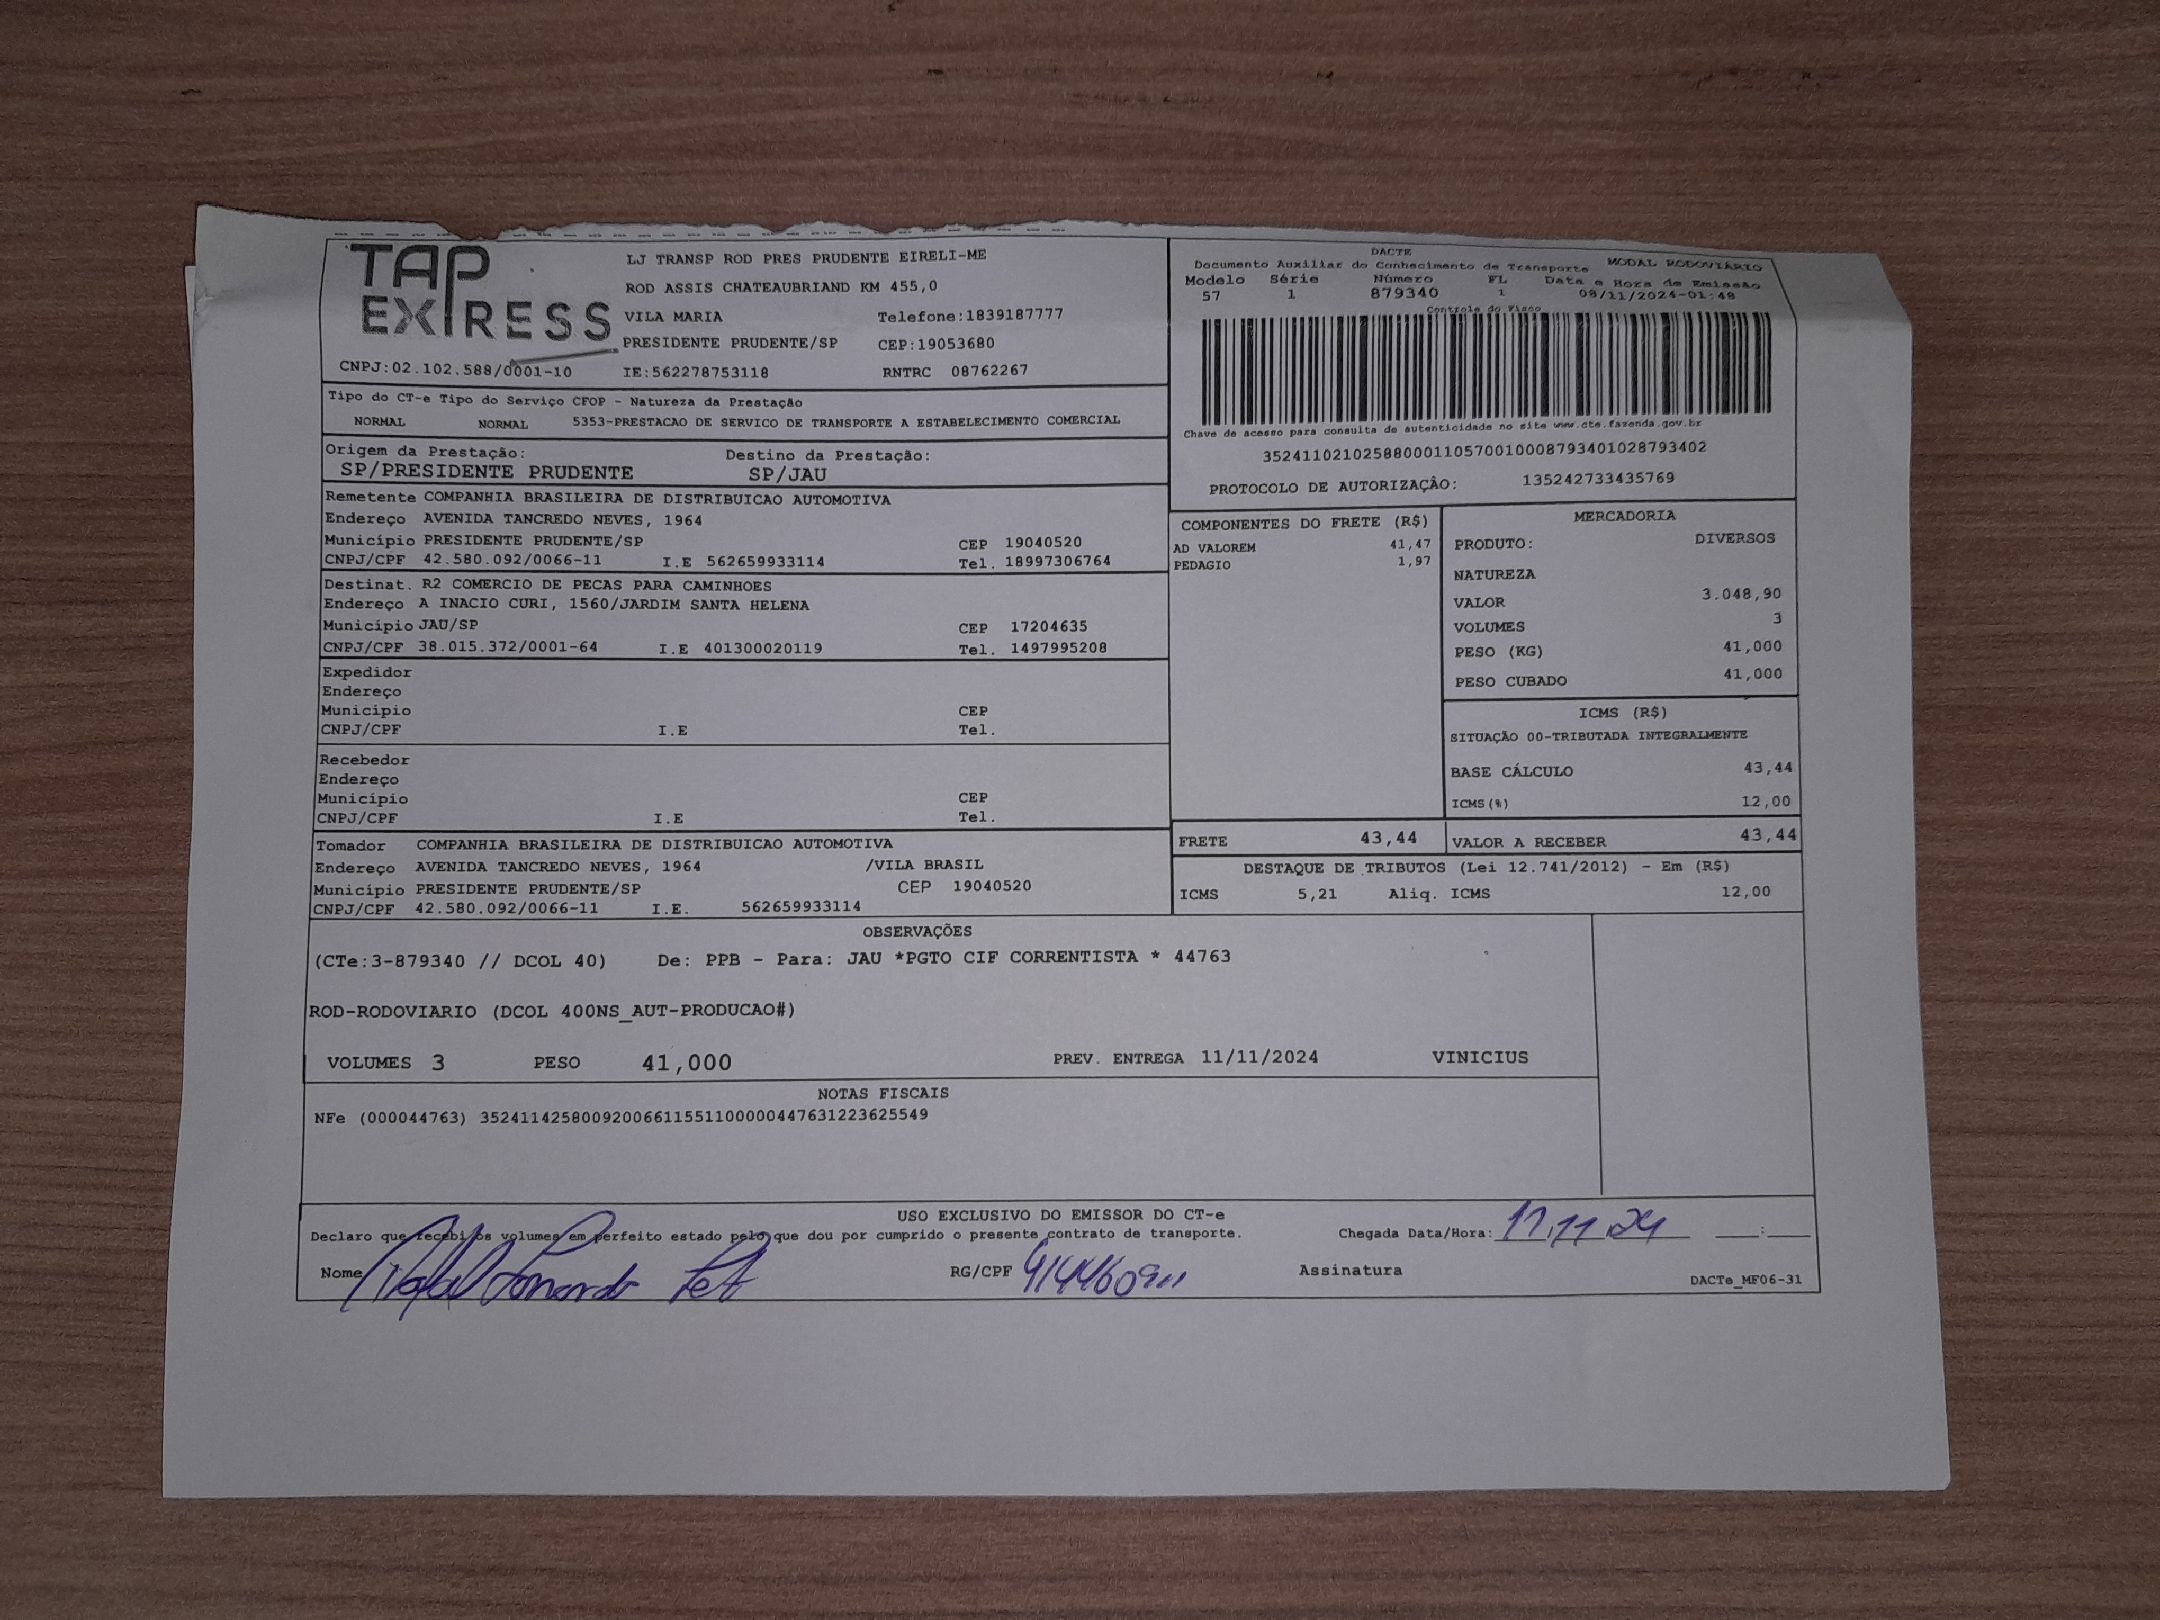 TAP
EXPRESS
LJ TRANSP ROD PRES PRUDENTE EIRELI-ME
ROD ASSIS CHATEAUBRIAND KM 455,0
VILA MARIA Telefone:1839187777
PRESIDENTE PRUDENTE/SP CEP:19053680
CNPJ:02.102.588/0001-10 IE:562278753118 RNTRC 08762267
DACTE
Documento Auxiliar do Conhecimento de Transporte MODAL RODOVIÁRIO
Modelo Série Número FL Data e Hora de Emissão
57 1 879340 1 08/11/2024-01:48
Controle do Fisco
Chave de acesso para consulta de autenticidade no site www.cte.fazenda.gov.br
35241102102588000110570010008793401028793402
PROTOCOLO DE AUTORIZAÇÃO: 135242733435769
Tipo do CT-e Tipo do Serviço CFOP - Natureza da Prestação
NORMAL NORMAL 5353-PRESTACAO DE SERVICO DE TRANSPORTE A ESTABELECIMENTO COMERCIAL
Origem da Prestação: Destino da Prestação:
SP/PRESIDENTE PRUDENTE SP/JAU
Remetente COMPANHIA BRASILEIRA DE DISTRIBUICAO AUTOMOTIVA
Endereço AVENIDA TANCREDO NEVES, 1964
Município PRESIDENTE PRUDENTE/SP CEP 19040520
CNPJ/CPF 42.580.092/0066-11 I.E 562659933114 Tel. 18997306764
Destinat. R2 COMERCIO DE PECAS PARA CAMINHOES
Endereço A INACIO CURI, 1560/JARDIM SANTA HELENA
Município JAU/SP CEP 17204635
CNPJ/CPF 38.015.372/0001-64 I.E 401300020119 Tel. 1497995208
Expedidor
Endereço
Município CEP
CNPJ/CPF I.E Tel.
Recebedor
Endereço
Município CEP
CNPJ/CPF I.E Tel.
Tomador COMPANHIA BRASILEIRA DE DISTRIBUICAO AUTOMOTIVA
Endereço AVENIDA TANCREDO NEVES, 1964 /VILA BRASIL
Município PRESIDENTE PRUDENTE/SP CEP 19040520
CNPJ/CPF 42.580.092/0066-11 I.E. 562659933114
COMPONENTES DO FRETE (R$)
AD VALOREM 41,47
PEDAGIO 1,97
MERCADORIA
PRODUTO: DIVERSOS
NATUREZA
VALOR 3.048,90
VOLUMES 3
PESO (KG) 41,000
PESO CUBADO 41,000
ICMS (R$)
SITUAÇÃO 00-TRIBUTADA INTEGRALMENTE
BASE CÁLCULO 43,44
ICMS(%) 12,00
FRETE 43,44 VALOR A RECEBER 43,44
DESTAQUE DE TRIBUTOS (Lei 12.741/2012) - Em (R$)
ICMS 5,21 Aliq. ICMS 12,00
OBSERVAÇÕES
(CTe:3-879340 // DCOL 40) De: PPB - Para: JAU *PGTO CIF CORRENTISTA * 44763
ROD-RODOVIARIO (DCOL 400NS_AUT-PRODUCAO#)
VOLUMES 3 PESO 41,000 PREV. ENTREGA 11/11/2024 VINICIUS
NOTAS FISCAIS
NFe (000044763) 35241142580092006611551100000447631223625549
USO EXCLUSIVO DO EMISSOR DO CT-e
Declaro que recebi os volumes em perfeito estado pelo que dou por cumprido o presente contrato de transporte. Chegada Data/Hora: 11.11.24 :
Nome RG/CPF Assinatura
DACTe_MF06-31